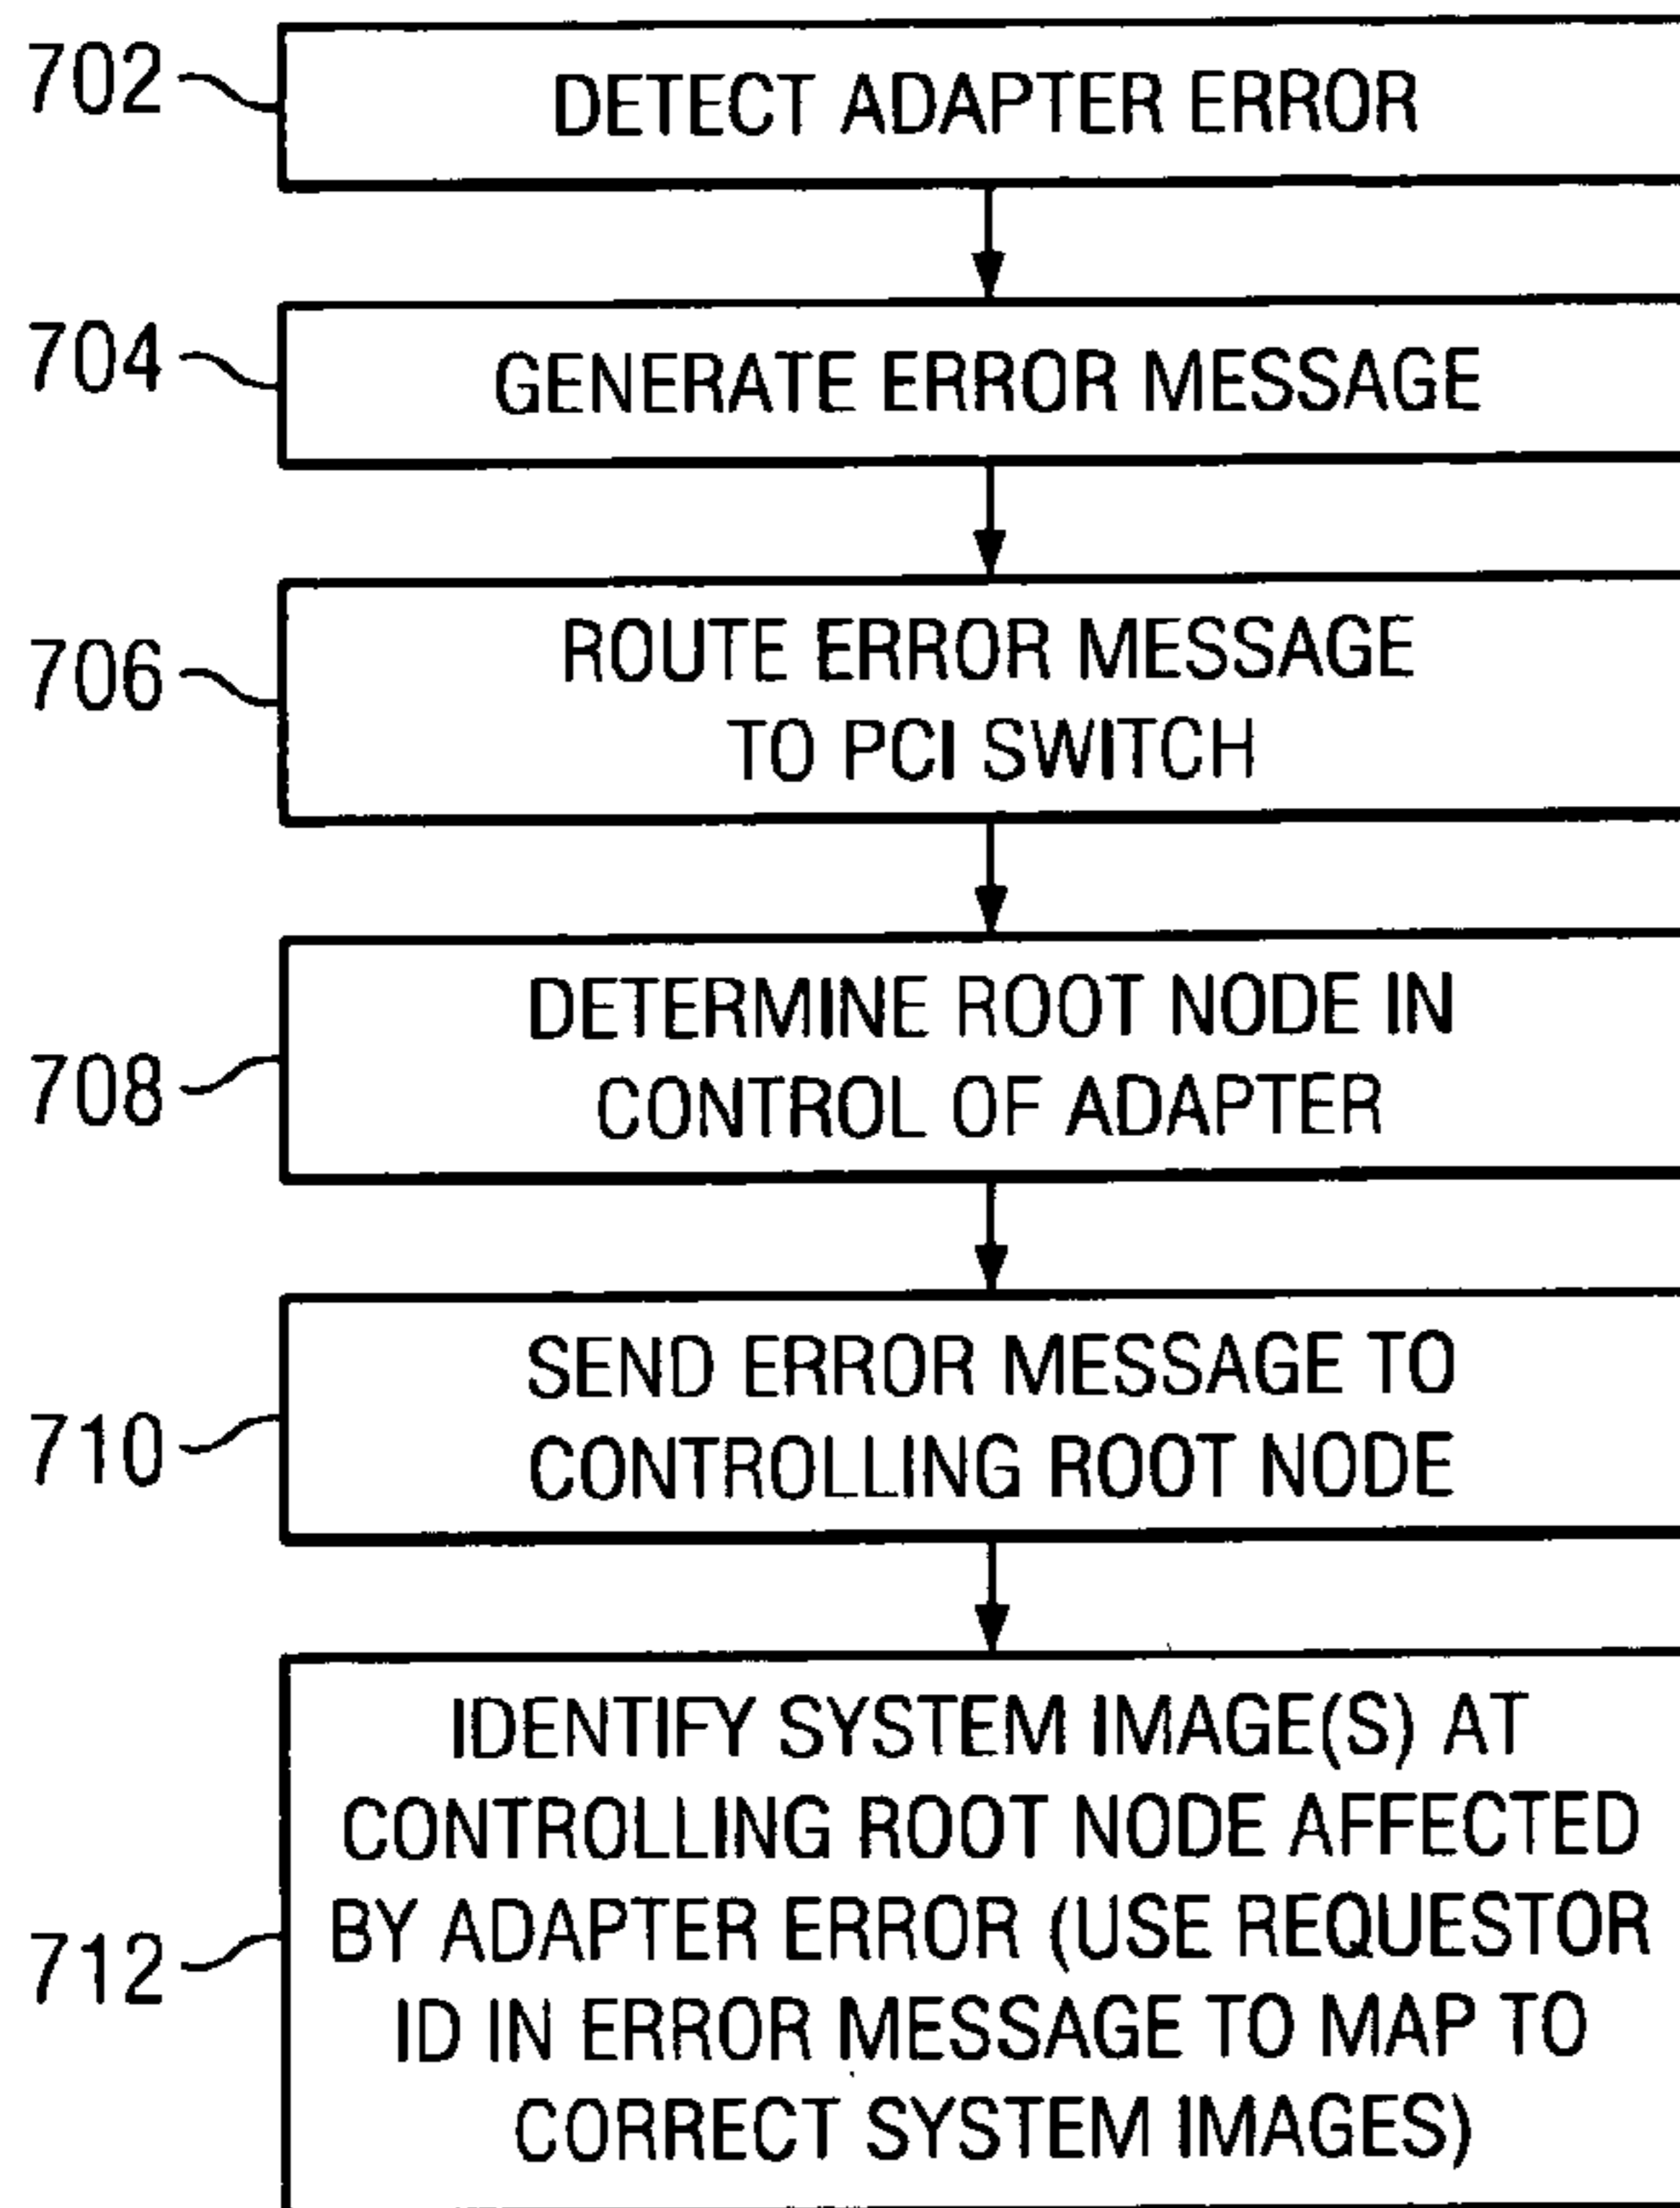 702
DETECT ADAPTER ERROR
704
GENERATE ERROR MESSAGE
706
ROUTE ERROR MESSAGE
TO PCI SWITCH
708
DETERMINE ROOT NODE IN
CONTROL OF ADAPTER
710
SEND ERROR MESSAGE TO
CONTROLLING ROOT NODE
712
IDENTIFY SYSTEM IMAGE(S) AT
CONTROLLING ROOT NODE AFFECTED
BY ADAPTER ERROR (USE REQUESTOR
ID IN ERROR MESSAGE TO MAP TO
CORRECT SYSTEM IMAGES)